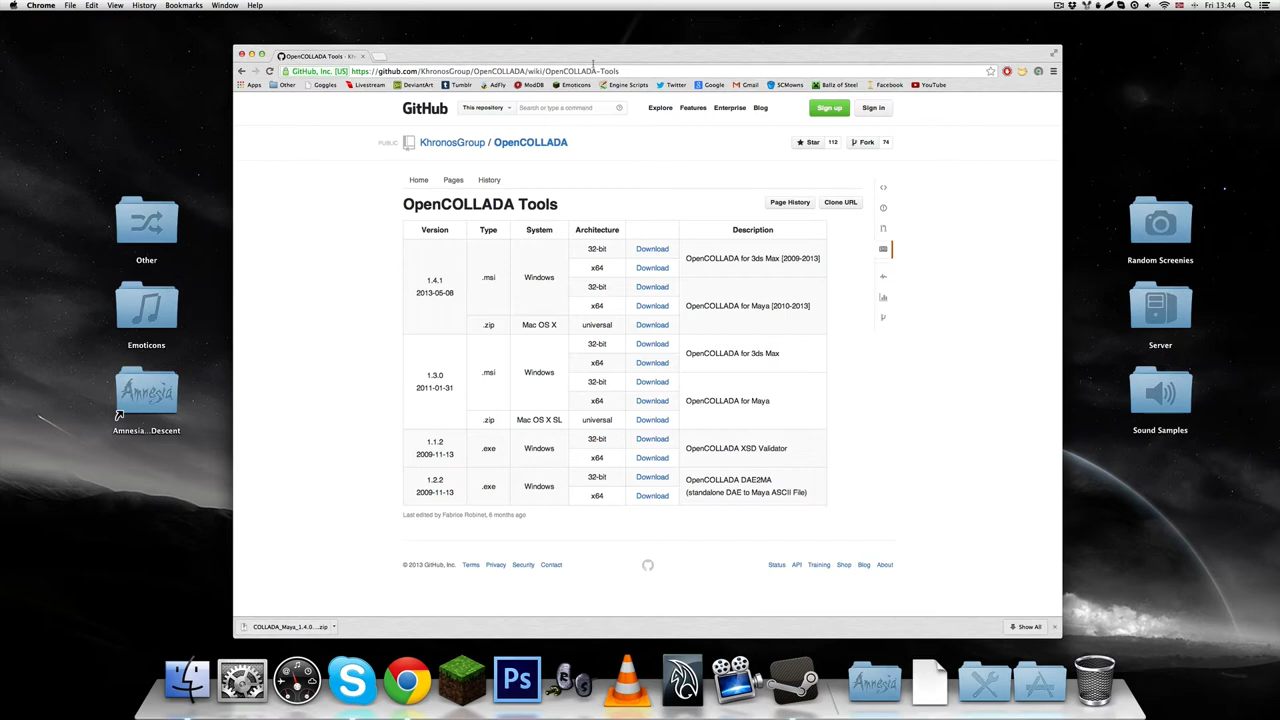 Chrome File Edit View History Bookmarks Window Help Fri 13:44
OpenCOLLADA Tools · Kh
GitHub, Inc. [US] https://github.com/KhronosGroup/OpenCOLLADA/wiki/OpenCOLLADA-Tools
Apps Other Goggles Livestream DeviantArt Tumblr AdFly ModDB Emoticons Engine Scripts Twitter Google Gmail SCMowns Ballz of Steel Facebook YouTube
GitHub This repository Search or type a command Explore Features Enterprise Blog Sign up Sign in
PUBLIC KhronosGroup / OpenCOLLADA Star 112 Fork 74
Home Pages History
OpenCOLLADA Tools Page History Clone URL
Version Type System Architecture Description
1.4.1
2013-05-08
.msi Windows
32-bit Download
x64 Download
OpenCOLLADA for 3ds Max [2009-2013]
32-bit Download
x64 Download
OpenCOLLADA for Maya [2010-2013]
.zip Mac OS X universal Download
1.3.0
2011-01-31
.msi Windows
32-bit Download
x64 Download
OpenCOLLADA for 3ds Max
32-bit Download
x64 Download
OpenCOLLADA for Maya
.zip Mac OS X SL universal Download
1.1.2
2009-11-13
.exe Windows
32-bit Download
x64 Download
OpenCOLLADA XSD Validator
1.2.2
2009-11-13
.exe Windows
32-bit Download
x64 Download
OpenCOLLADA DAE2MA
(standalone DAE to Maya ASCII File)
Last edited by Fabrice Robinet, 6 months ago
© 2013 GitHub, Inc. Terms Privacy Security Contact Status API Training Shop Blog About
COLLADA_Maya_1.4.0....zip Show All
Other
Emoticons
Amnesia
Amnesia...Descent
Random Screenies
Server
Sound Samples
Ps
Amnesia